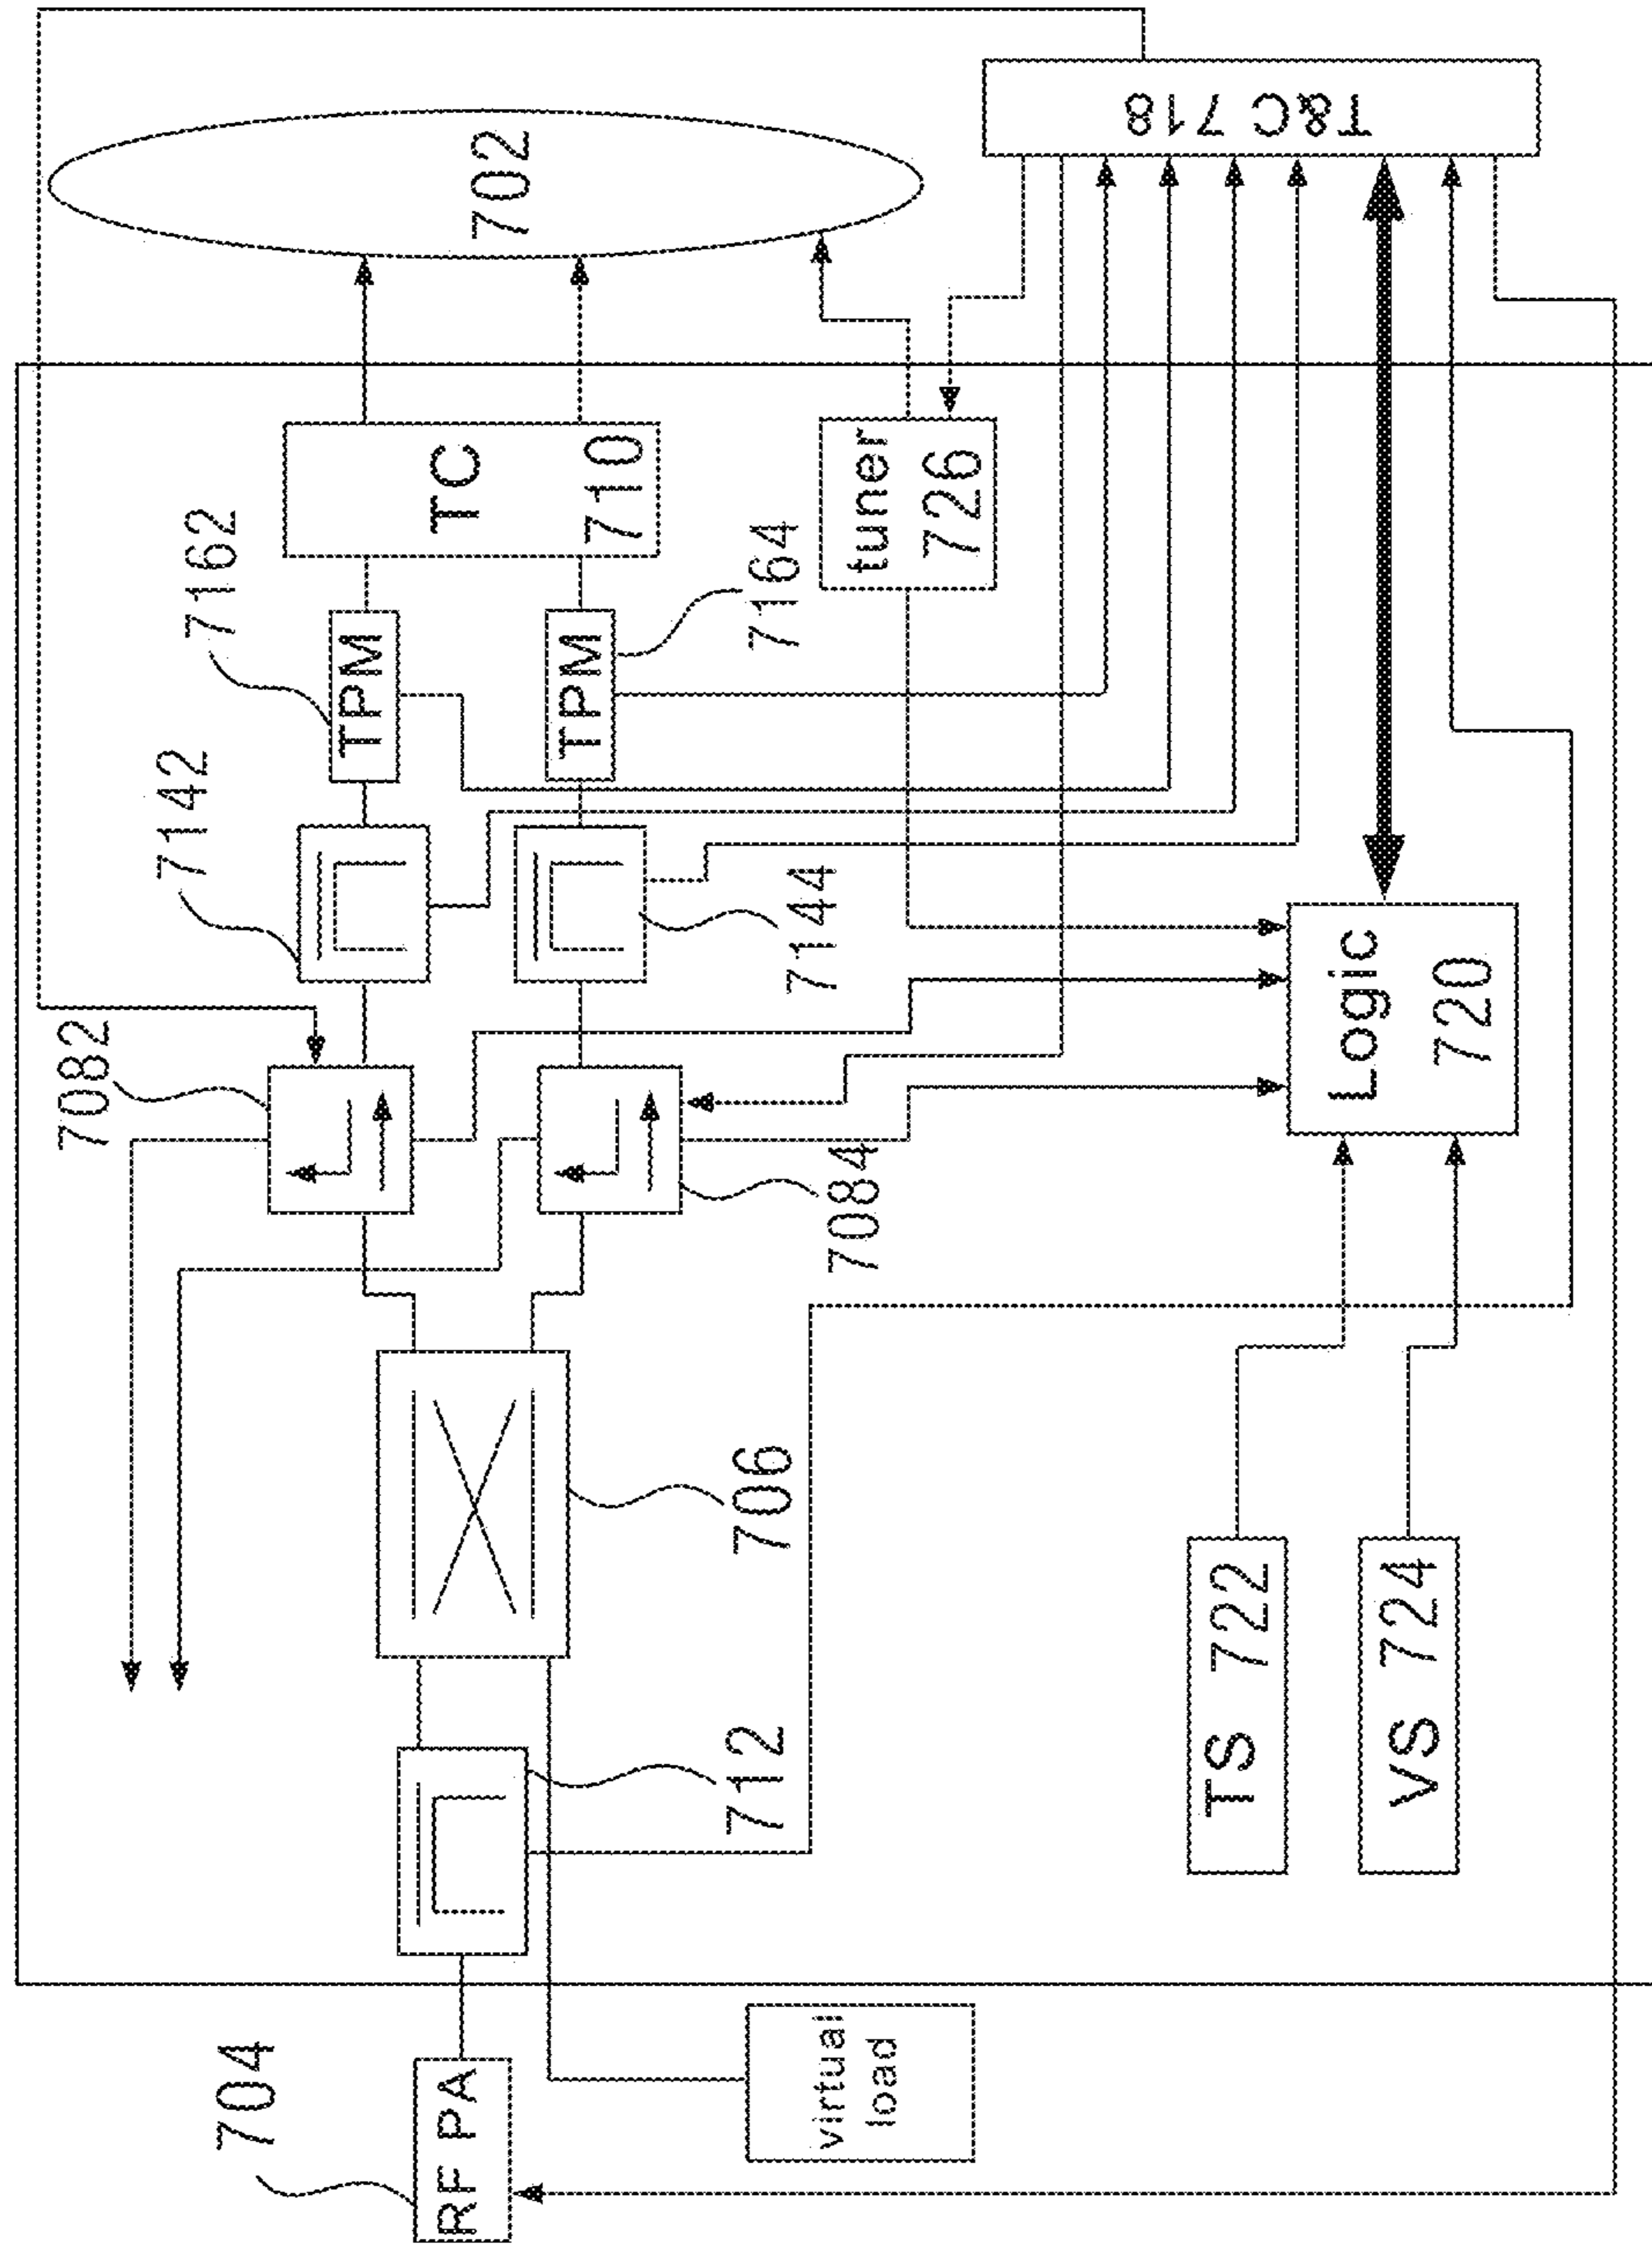 704
RF PA
virtual
load
712
706
7082
7084
7142
7144
7162
7164
TPM
TPM
TC
710
702
tuner
726
TS 722
VS 724
Logic
720
T&C 718